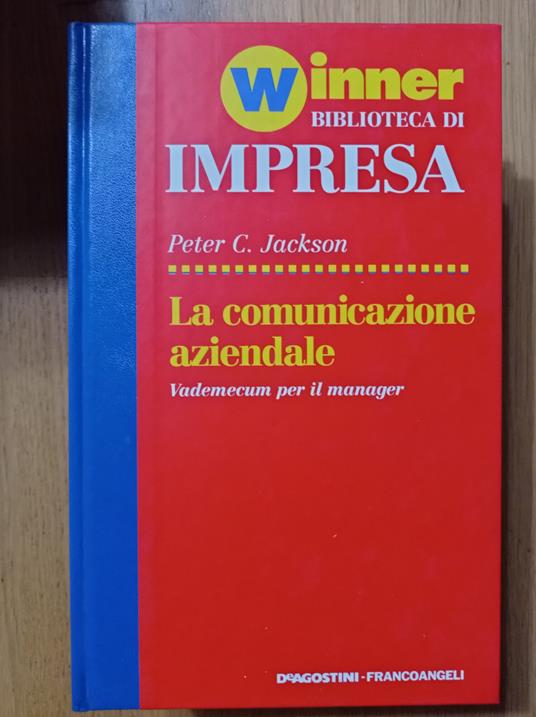 Winner
BIBLIOTECA DI
IMPRESA
Peter C. Jackson
La comunicazione
aziendale
Vademecum per il manager
DeAGOSTINI-FRANCOANGELI